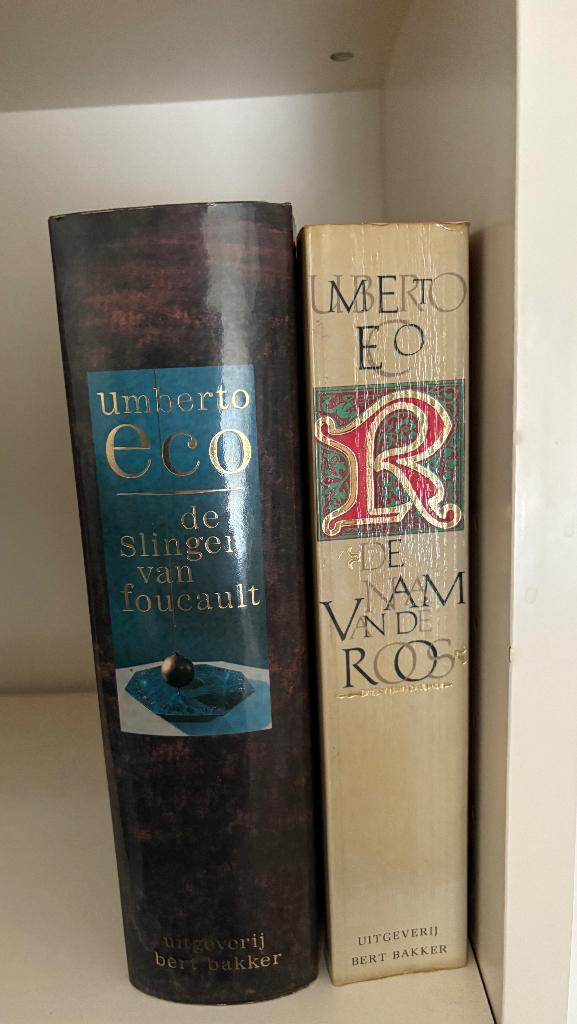 umberto
eco
de
slinger
van
foucault
uitgeverij
bert bakker
UMBERTO
ECO
R
DE
NAAM
VAN DE
ROOS
UITGEVERIJ
BERT BAKKER